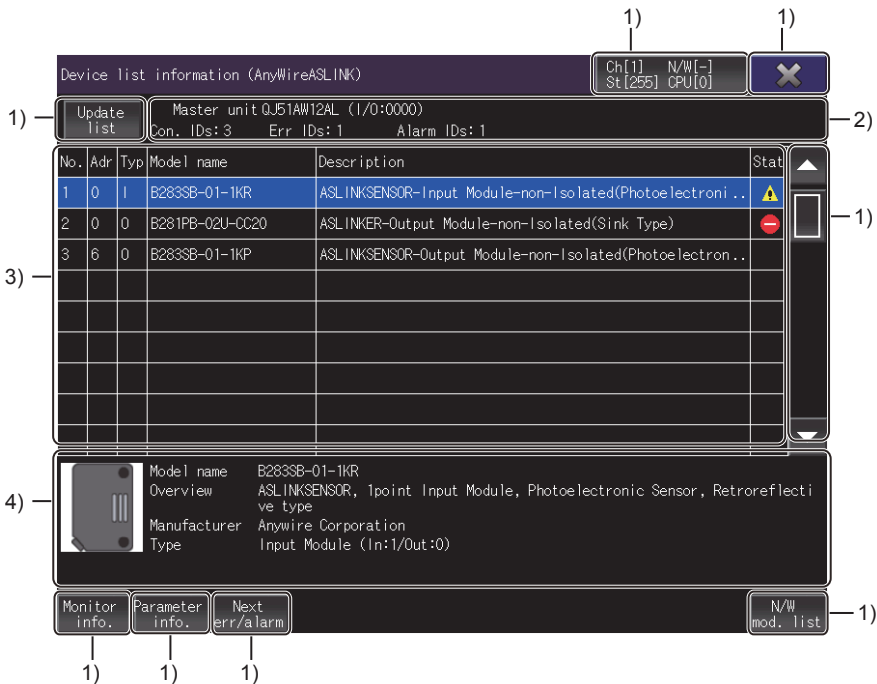 1) 1)
Device list information (AnyWireASLINK) Ch[1] N/W[-]
St[255] CPU[0]
1) Update
list
Master unit QJ51AW12AL (I/O:0000)
Con. IDs:3 Err IDs:1 Alarm IDs:1
2)
No. Adr Typ Model name Description Stat
1 0 I B283SB-01-1KR ASLINKSENSOR-Input Module-non-Isolated(Photoelectroni..
2 0 O B281PB-02U-CC20 ASLINKER-Output Module-non-Isolated(Sink Type)
1)
3 6 O B283SB-01-1KP ASLINKSENSOR-Output Module-non-Isolated(Photoelectron..
3)
4)
Model name B283SB-01-1KR
Overview ASLINKSENSOR, 1point Input Module, Photoelectronic Sensor, Retroreflecti
ve type
Manufacturer Anywire Corporation
Type Input Module (In:1/Out:0)
Monitor
info.
Parameter
info.
Next
err/alarm
N/W
mod. list
1)
1) 1) 1)